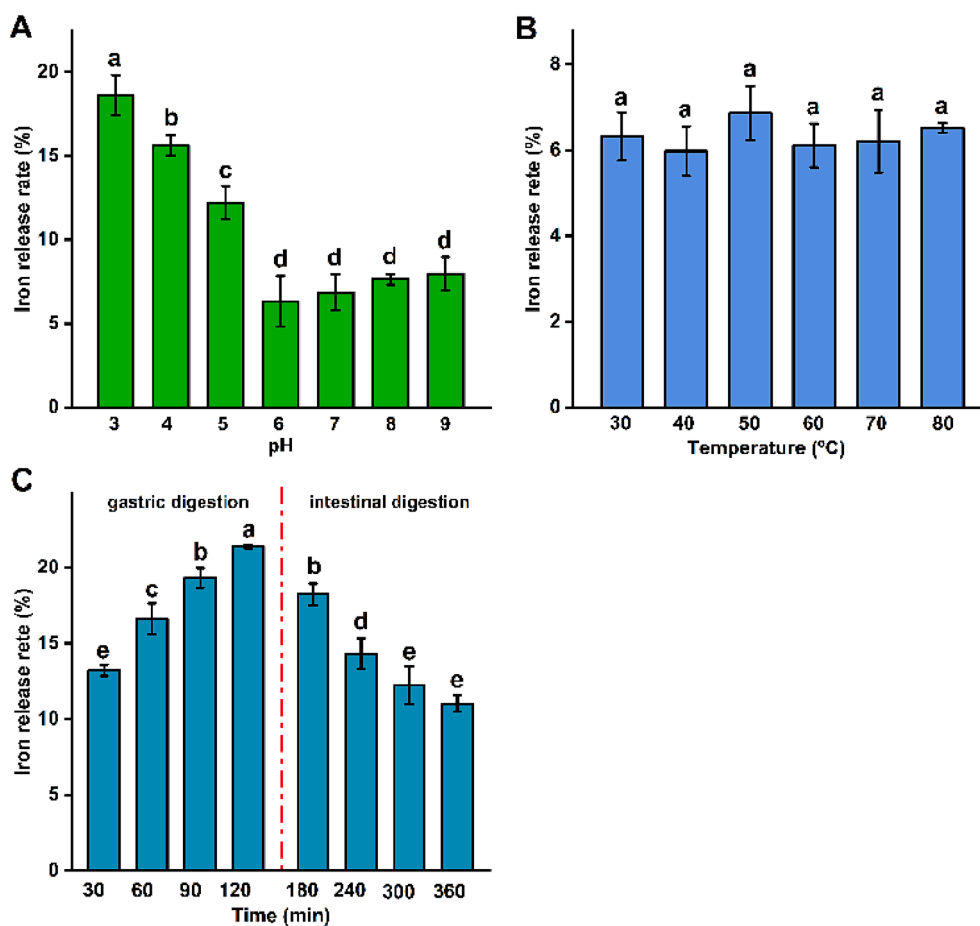 A
Iron release rate (%)
20
15
10
5
0
a
b
c
d
d
d
d
3 4 5 6 7 8 9
pH
B
Iron release rete (%)
8
6
4
2
0
a
a
a
a
a
a
30 40 50 60 70 80
Temperature (°C)
C
gastric digestion intestinal digestion
Iron release rete (%)
20
15
10
5
0
e
c
b
a
b
d
e
e
30 60 90 120 180 240 300 360
Time (min)